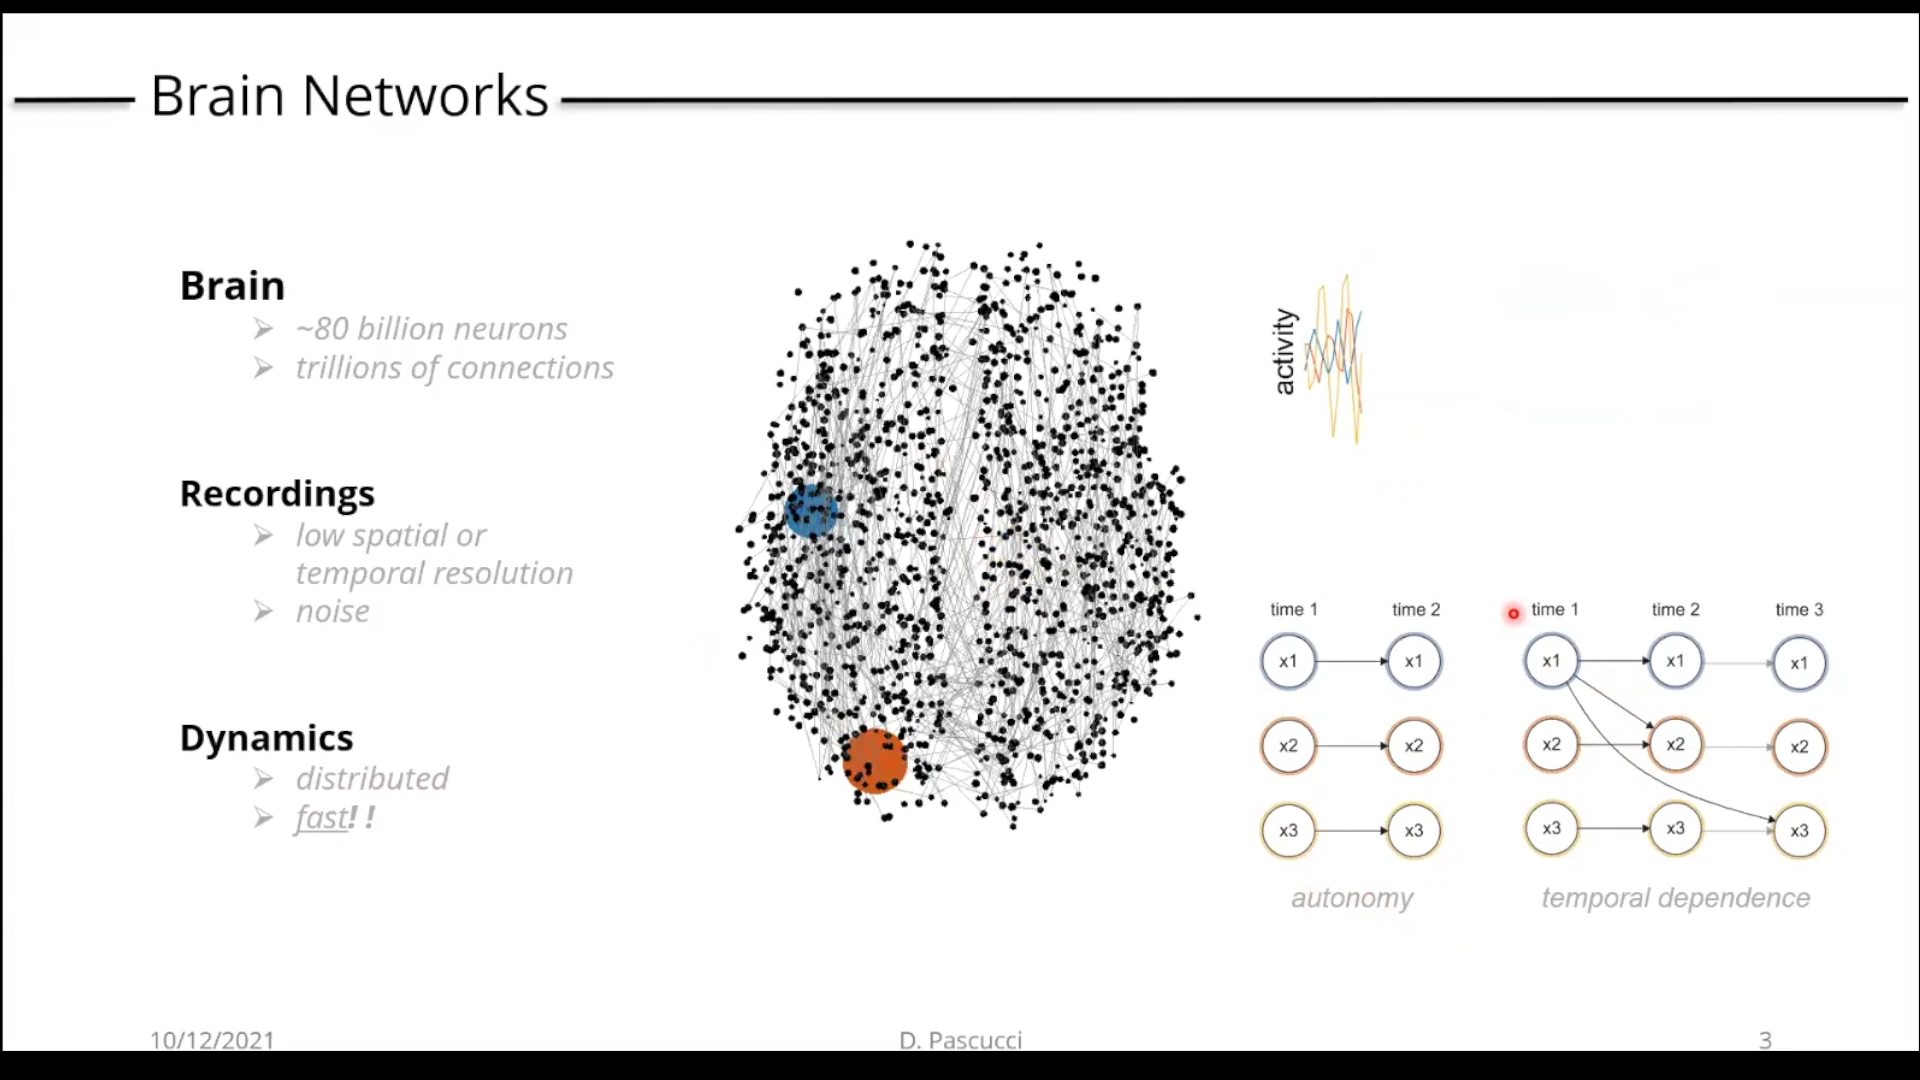 Brain Networks
Brain
~80 billion neurons
trillions of connections
Recordings
low spatial or
temporal resolution
noise
Dynamics
distributed
fast! !
activity
time 1 time 2
x1 x1
x2 x2
x3 x3
autonomy
time 1 time 2 time 3
x1 x1 x1
x2 x2 x2
x3 x3 x3
temporal dependence
10/12/2021 D. Pascucci 3